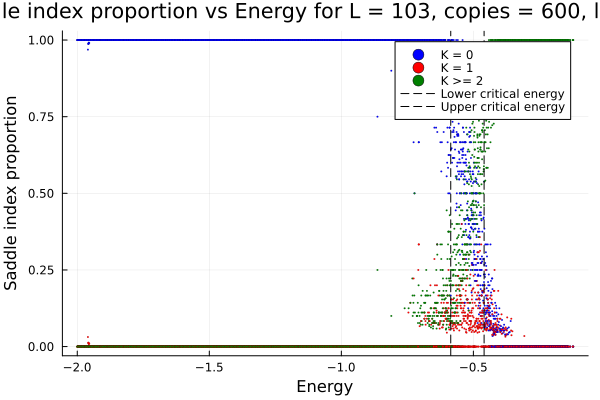 le index proportion vs Energy for L = 103, copies = 600, l
1.00
0.75
0.50
0.25
0.00
Saddle index proportion
K = 0
K = 1
K >= 2
Lower critical energy
Upper critical energy
−2.0
−1.5
−1.0
−0.5
Energy